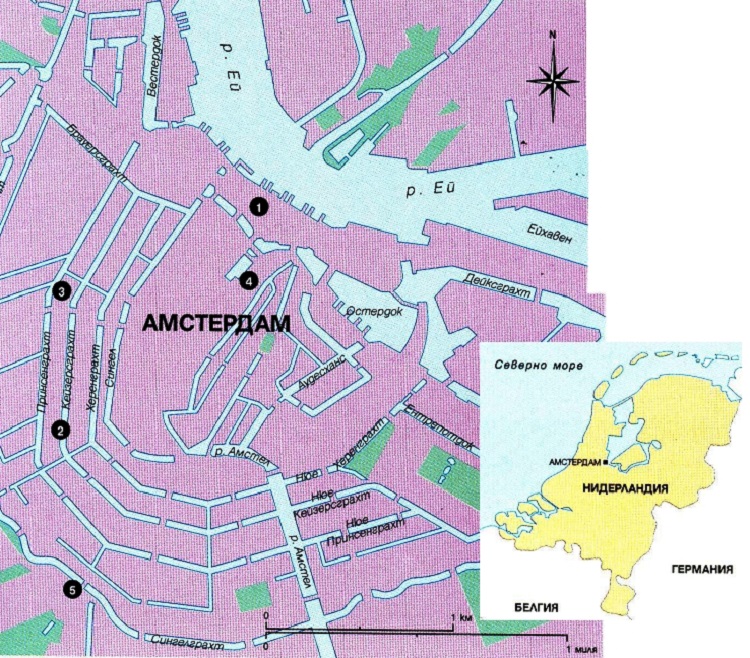 N
р. Ей
Вестердок
Брауерсграхт
р. Ей
Ейхавен
1
Дейксграхт
3
4
АМСТЕРДАМ
Остердок
Принсенграхт
Кейзерсграхт
Херенграхт
Сингел
Аудесханс
2
Ентрепотдок
р. Амстел
Нюе
Херенграхт
Нюе
Кейзерсграхт
Нюе
Принсенграхт
р. Амстел
5
Сингелграхт
0
1 км
0
1 миля
Северно море
АМСТЕРДАМ
НИДЕРЛАНДИЯ
ГЕРМАНИЯ
БЕЛГИЯ